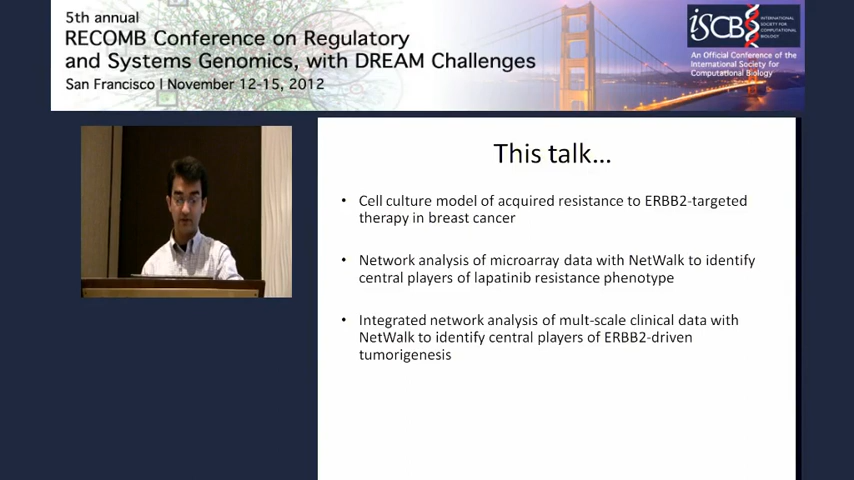 5th annual
RECOMB Conference on Regulatory
and Systems Genomics, with DREAM Challenges
San Francisco | November 12-15, 2012
iSCB
INTERNATIONAL
SOCIETY FOR
COMPUTATIONAL
BIOLOGY
An Official Conference of the
International Society for
Computational Biology
This talk...
• Cell culture model of acquired resistance to ERBB2-targeted
therapy in breast cancer
• Network analysis of microarray data with NetWalk to identify
central players of lapatinib resistance phenotype
• Integrated network analysis of mult-scale clinical data with
NetWalk to identify central players of ERBB2-driven
tumorigenesis